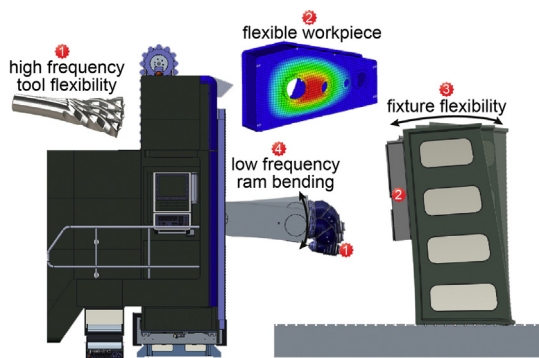 1
high frequency
tool flexibility
2
flexible workpiece
3
fixture flexibility
4
low frequency
ram bending
2
1